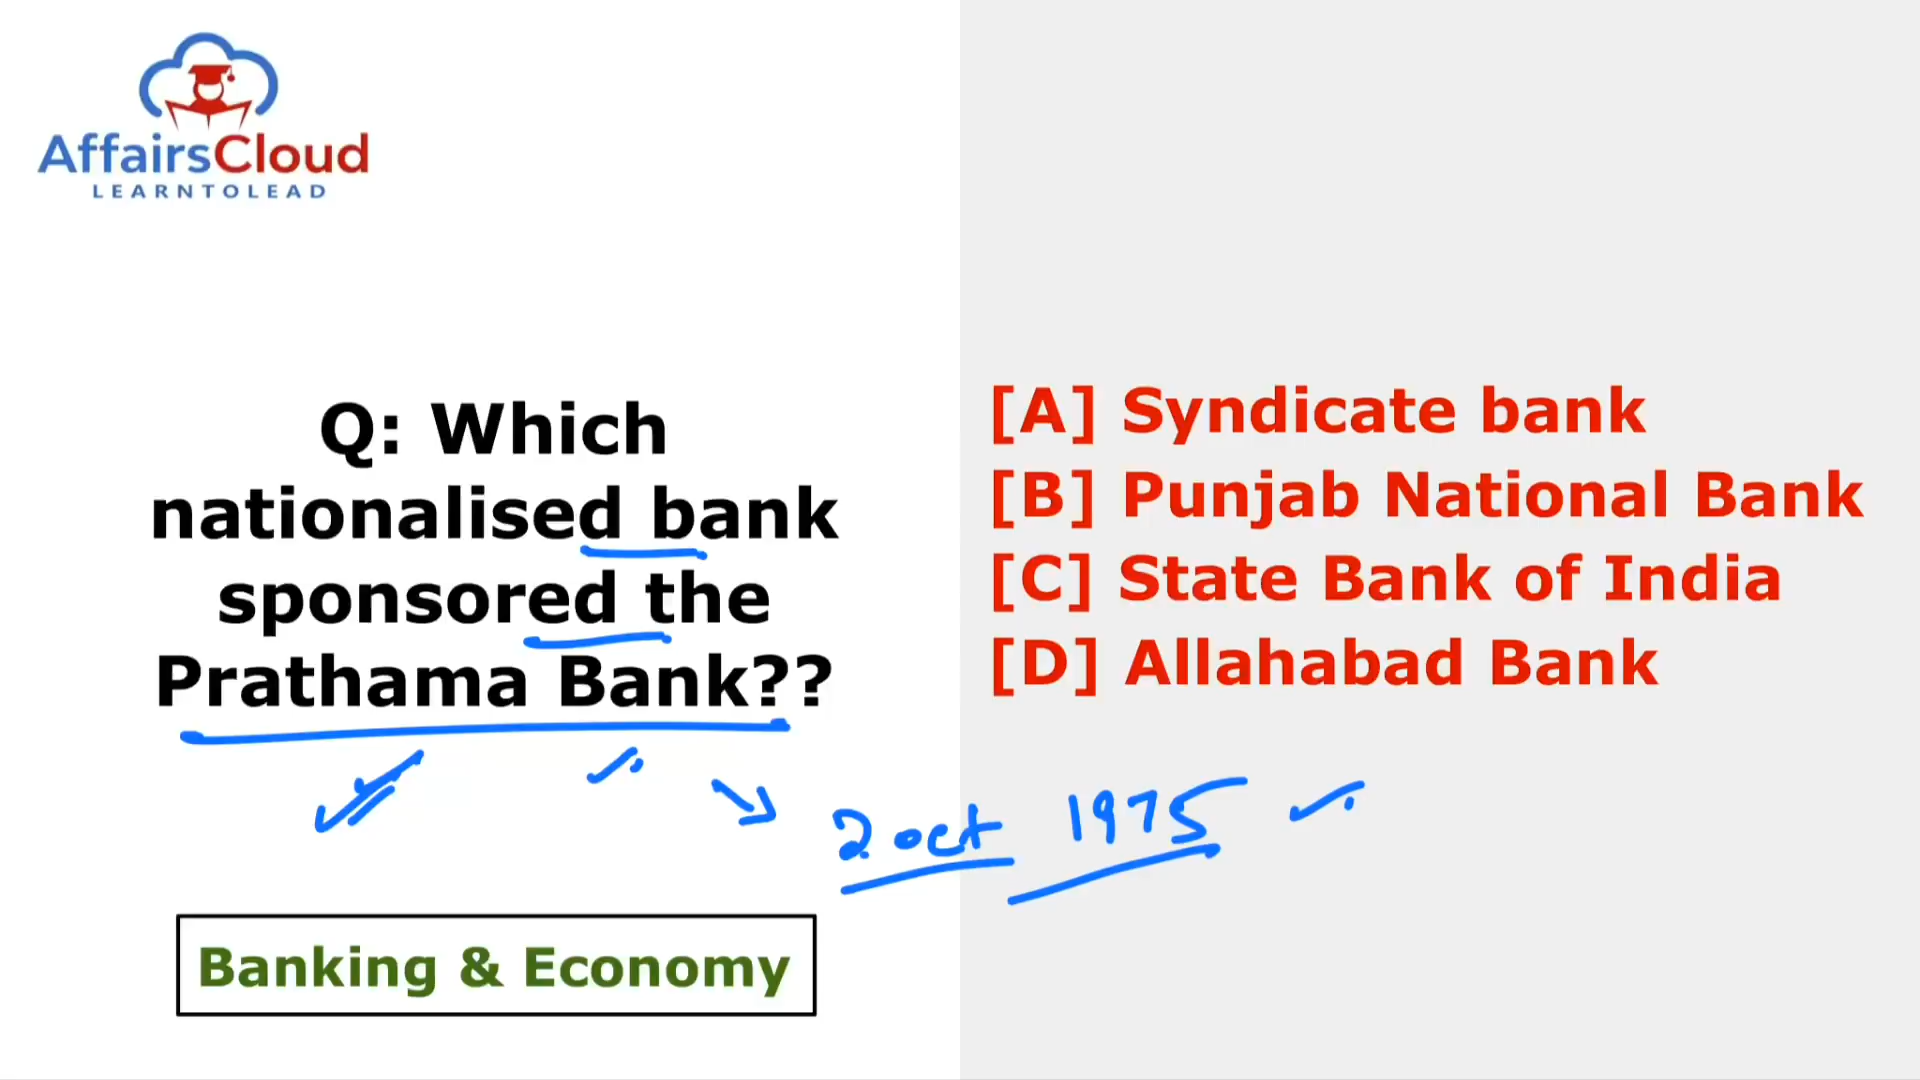 AffairsCloud
LEARNTOLEAD
Q: Which
nationalised bank
sponsored the
Prathama Bank??
[A] Syndicate bank
[B] Punjab National Bank
[C] State Bank of India
[D] Allahabad Bank
2 oct 1975
Banking & Economy